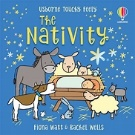 Usborne Touchy Feely
The
Nativity
Fiona Watt & Rachel Wells